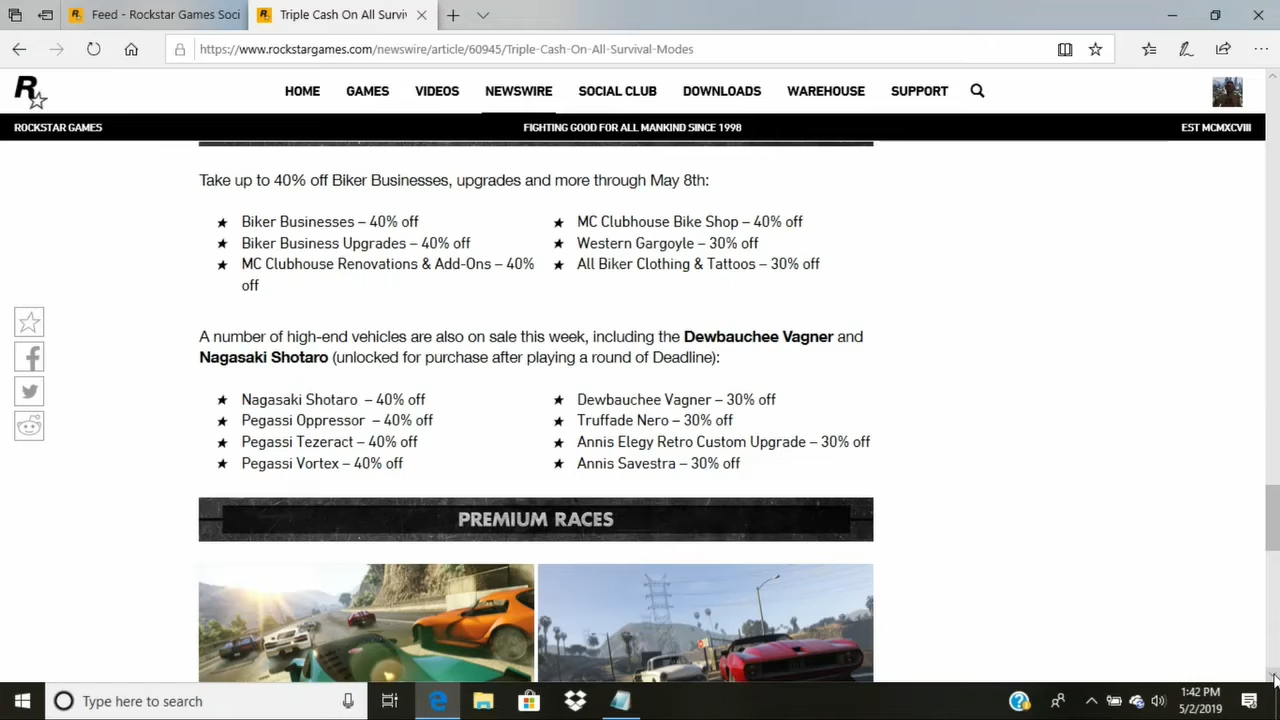 Feed - Rockstar Games Soci
Triple Cash On All Surviv
https://www.rockstargames.com/newswire/article/60945/Triple-Cash-On-All-Survival-Modes
R
HOME GAMES VIDEOS NEWSWIRE SOCIAL CLUB DOWNLOADS WAREHOUSE SUPPORT
ROCKSTAR GAMES FIGHTING GOOD FOR ALL MANKIND SINCE 1998 EST MCMXCVIII
Take up to 40% off Biker Businesses, upgrades and more through May 8th:
★ Biker Businesses – 40% off
★ Biker Business Upgrades – 40% off
★ MC Clubhouse Renovations & Add-Ons – 40%
off
★ MC Clubhouse Bike Shop – 40% off
★ Western Gargoyle – 30% off
★ All Biker Clothing & Tattoos – 30% off
A number of high-end vehicles are also on sale this week, including the Dewbauchee Vagner and
Nagasaki Shotaro (unlocked for purchase after playing a round of Deadline):
★ Nagasaki Shotaro – 40% off
★ Pegassi Oppressor – 40% off
★ Pegassi Tezeract – 40% off
★ Pegassi Vortex – 40% off
★ Dewbauchee Vagner – 30% off
★ Truffade Nero – 30% off
★ Annis Elegy Retro Custom Upgrade – 30% off
★ Annis Savestra – 30% off
PREMIUM RACES
Type here to search
1:42 PM
5/2/2019